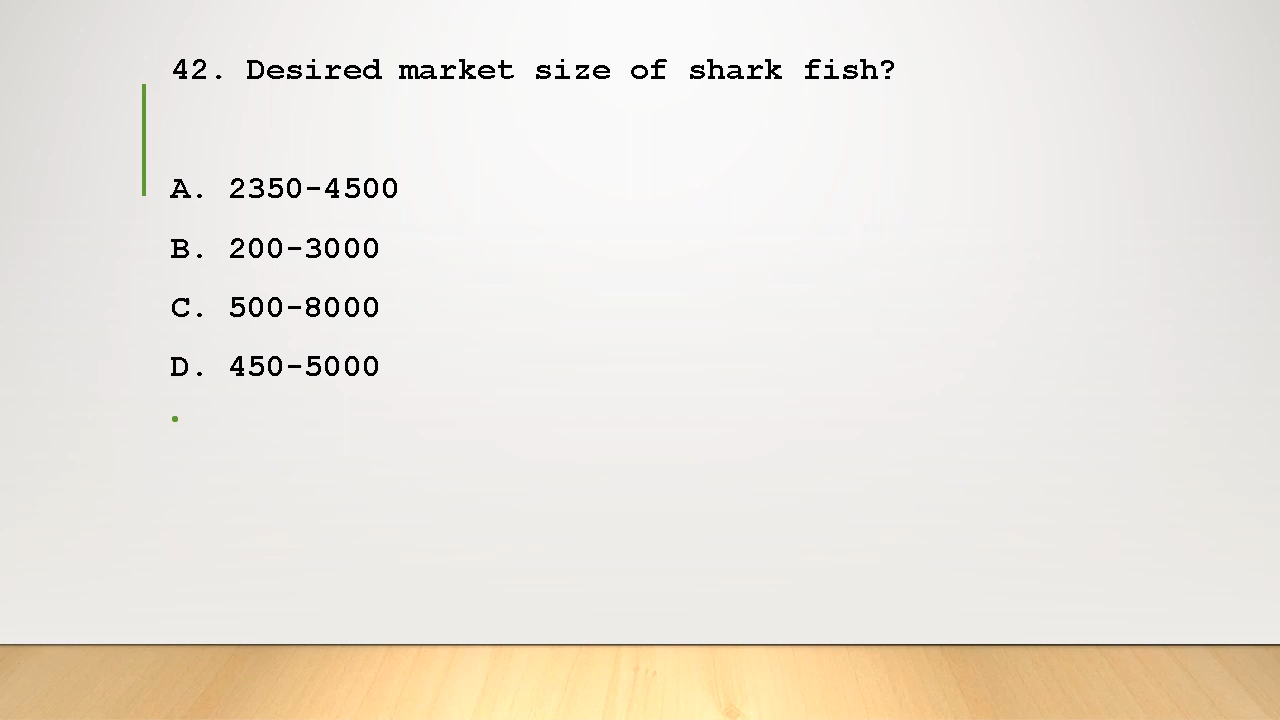 42. Desired market size of shark fish?
A. 2350-4500
B. 200-3000
C. 500-8000
D. 450-5000